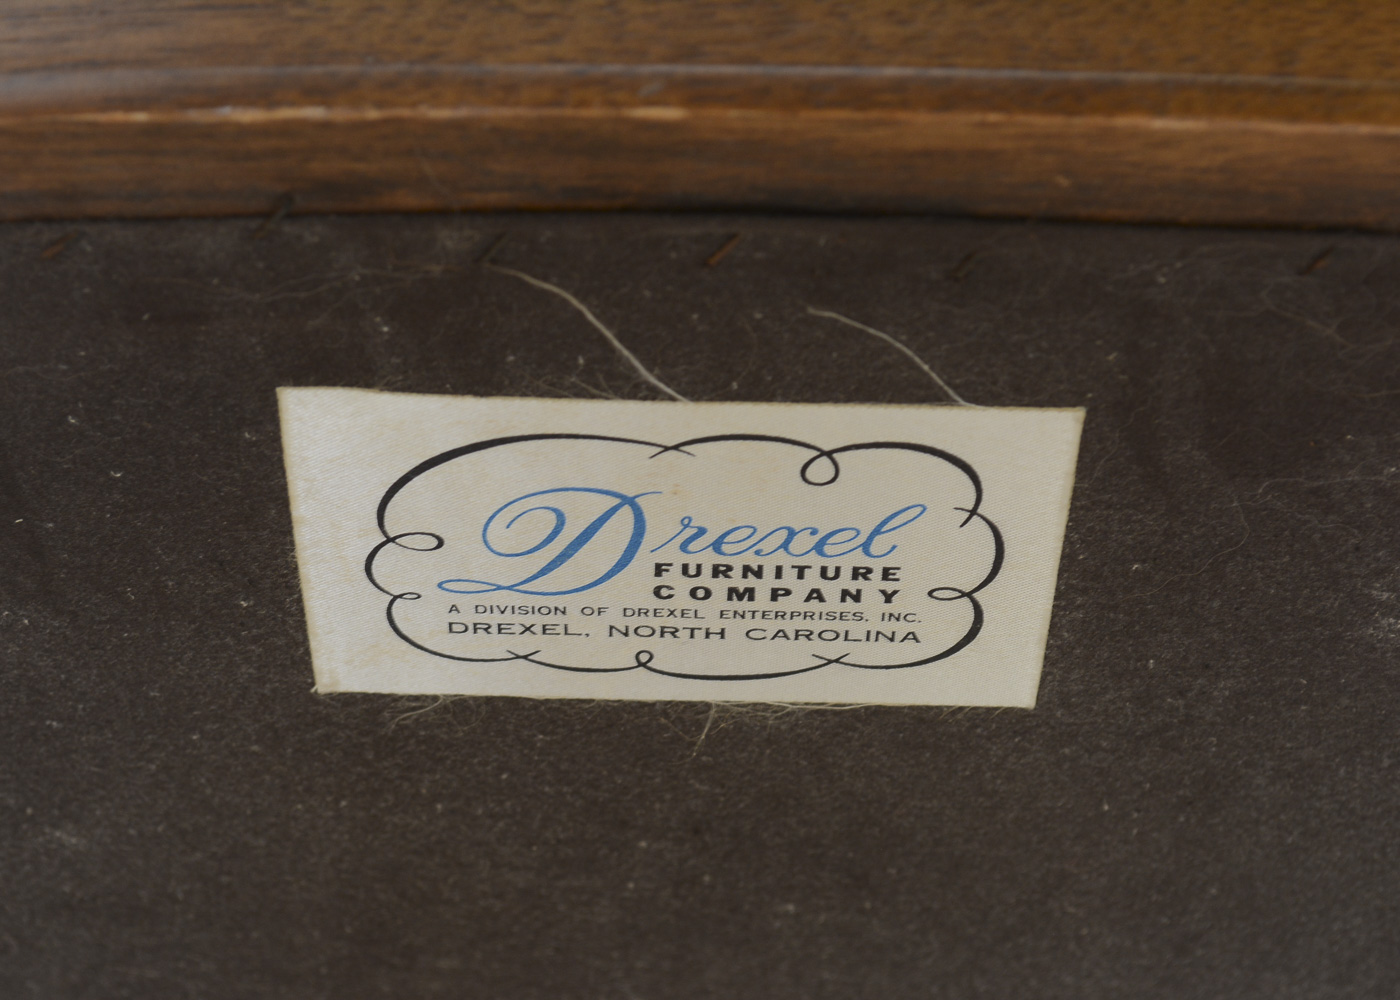 Drexel
FURNITURE
COMPANY
A DIVISION OF DREXEL ENTERPRISES, INC.
DREXEL, NORTH CAROLINA